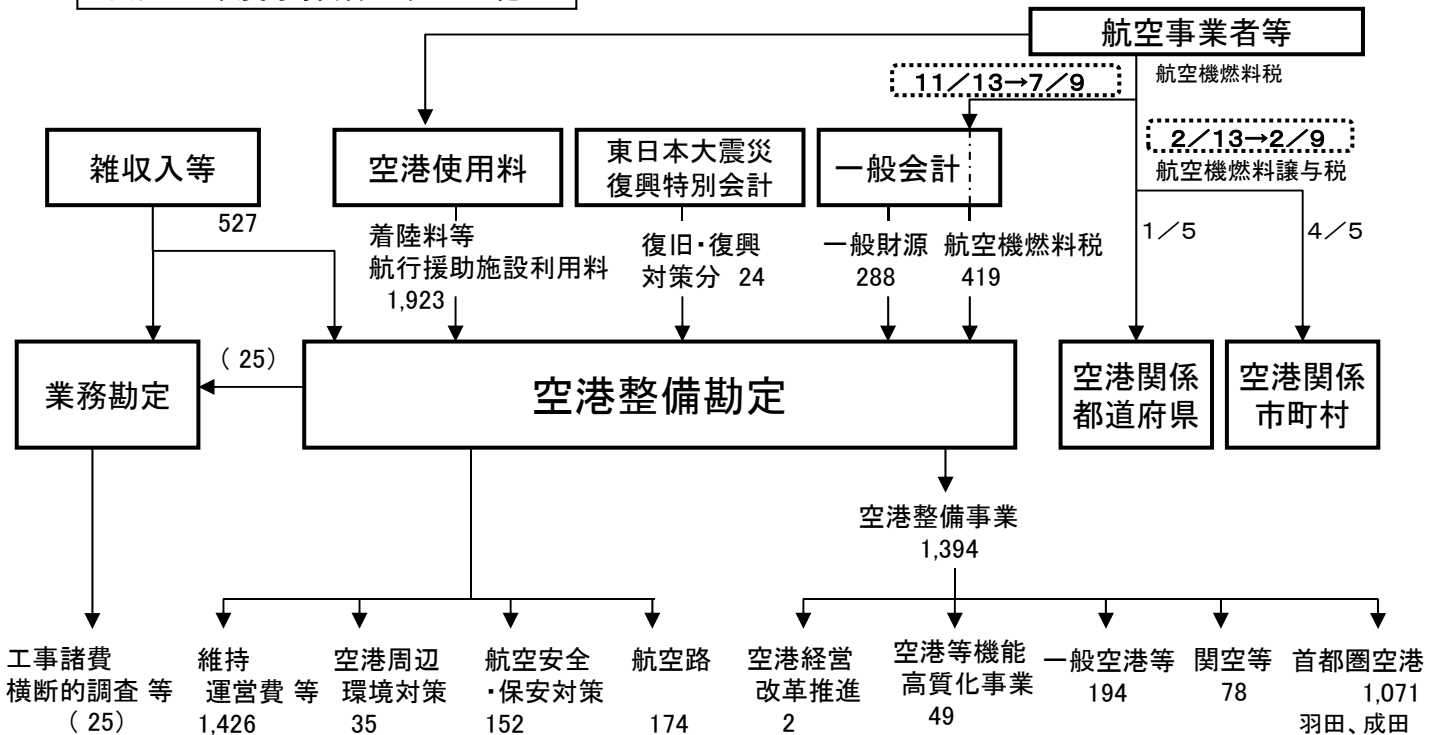 航空事業者等
航空機燃料税
11／13→7／9
2／13→2／9
航空機燃料譲与税
雑収入等
空港使用料
東日本大震災
復興特別会計
一般会計
527
着陸料等
航行援助施設利用料
1,923
復旧・復興
対策分 24
一般財源
288
航空機燃料税
419
1／5
4／5
業務勘定
（ 25）
空港整備勘定
空港関係
都道府県
空港関係
市町村
空港整備事業
1,394
工事諸費
横断的調査 等
（ 25）
維持
運営費 等
1,426
空港周辺
環境対策
35
航空安全
・保安対策
152
航空路
174
空港経営
改革推進
2
空港等機能
高質化事業
49
一般空港等
194
関空等
78
首都圏空港
1,071
羽田、成田